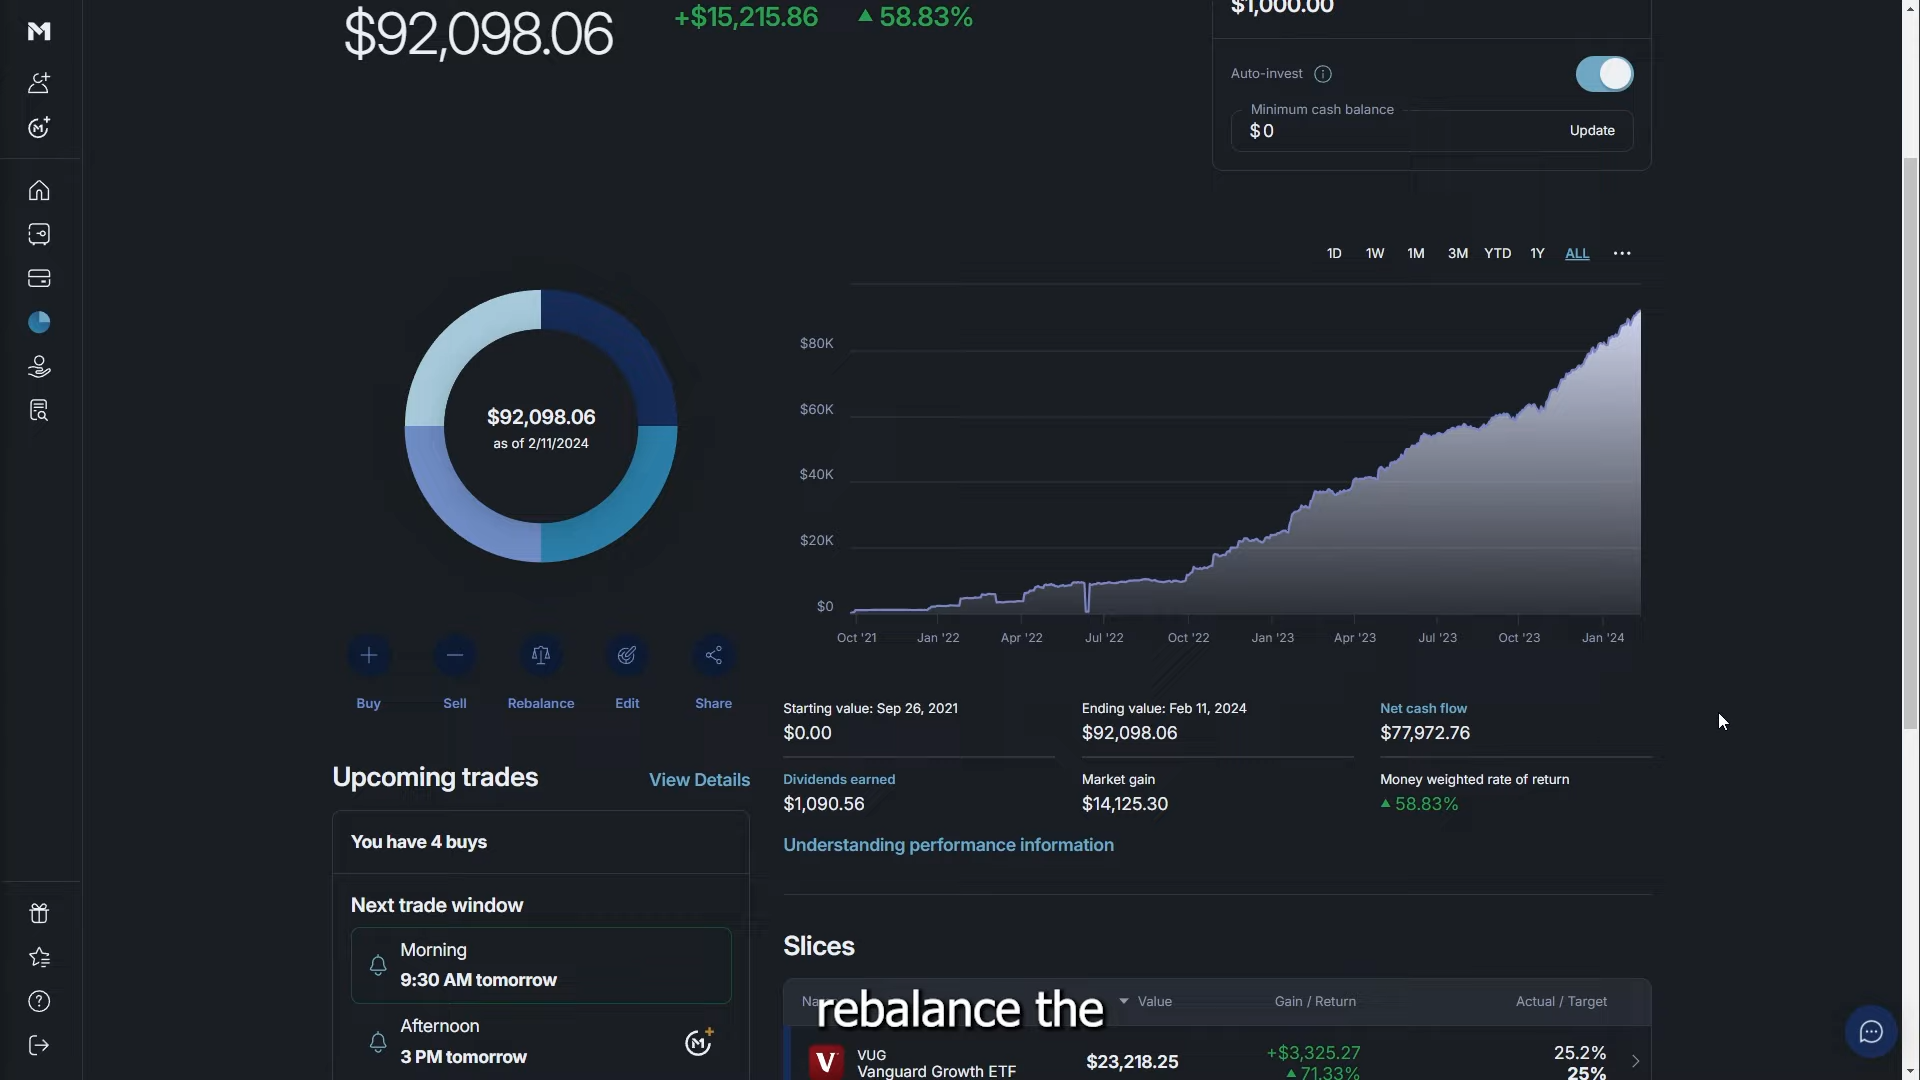 $92,098.06
+$15,215.86
58.83%
$1,000.00
Auto-invest
Minimum cash balance
$0
Update
1D 1W 1M 3M YTD 1Y ALL
$92,098.06
as of 2/11/2024
$80K
$60K
$40K
$20K
$0
Oct '21 Jan '22 Apr '22 Jul '22 Oct '22 Jan '23 Apr '23 Jul '23 Oct '23 Jan '24
Buy
Sell
Rebalance
Edit
Share
Starting value: Sep 26, 2021
$0.00
Ending value: Feb 11, 2024
$92,098.06
Net cash flow
$77,972.76
Dividends earned
$1,090.56
Market gain
$14,125.30
Money weighted rate of return
58.83%
Understanding performance information
Upcoming trades
View Details
You have 4 buys
Next trade window
Morning
9:30 AM tomorrow
Afternoon
3 PM tomorrow
Slices
Value
Gain / Return
Actual / Target
rebalance the
VUG
Vanguard Growth ETF
$23,218.25
+$3,325.27
71.33%
25.2%
25%